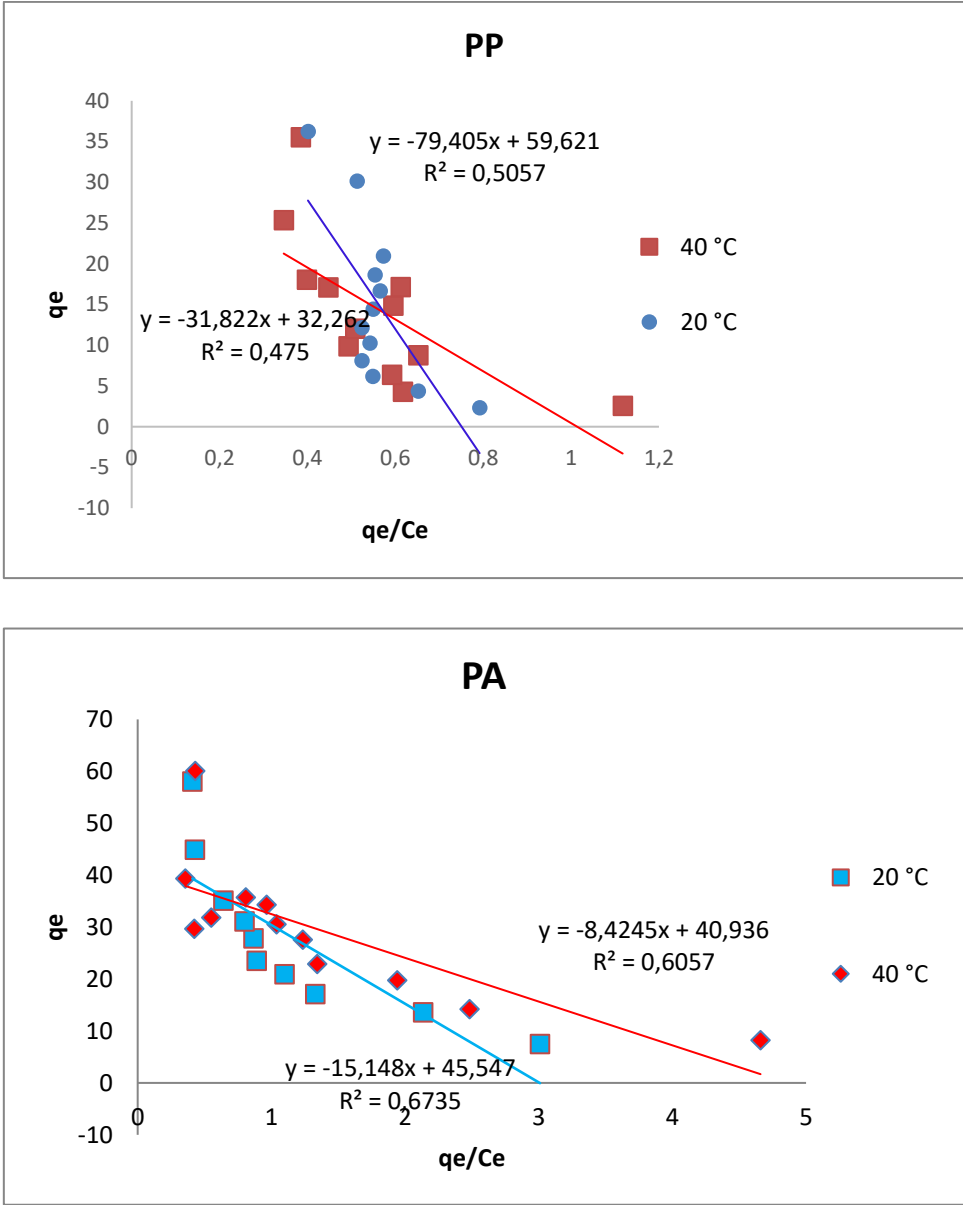 PP
40
35
30
25
20
15
10
5
0
-5
-10
qe
y = -79,405x + 59,621
R² = 0,5057
y = -31,822x + 32,262
R² = 0,475
40 °C
20 °C
0 0,2 0,4 0,6 0,8 1 1,2
qe/Ce
PA
70
60
50
40
30
20
10
0
-10
qe
y = -8,4245x + 40,936
R² = 0,6057
y = -15,148x + 45,547
R² = 0,6735
20 °C
40 °C
0 1 2 3 4 5
qe/Ce